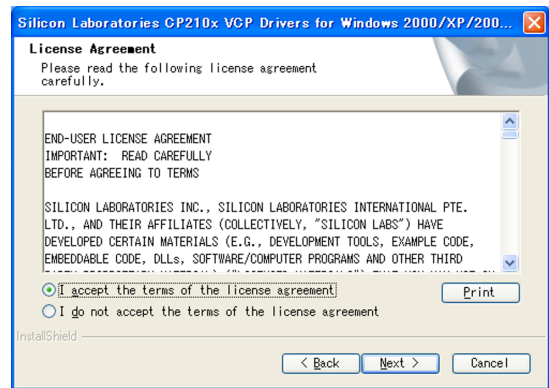 Silicon Laboratories CP210x VCP Drivers for Windows 2000/XP/200...
License Agreement
Please read the following license agreement
carefully.
END-USER LICENSE AGREEMENT
IMPORTANT: READ CAREFULLY
BEFORE AGREEING TO TERMS
SILICON LABORATORIES INC., SILICON LABORATORIES INTERNATIONAL PTE.
LTD., AND THEIR AFFILIATES (COLLECTIVELY, "SILICON LABS") HAVE
DEVELOPED CERTAIN MATERIALS (E.G., DEVELOPMENT TOOLS, EXAMPLE CODE,
EMBEDDABLE CODE, DLLs, SOFTWARE/COMPUTER PROGRAMS AND OTHER THIRD
I accept the terms of the license agreement
Print
I do not accept the terms of the license agreement
InstallShield
< Back
Next >
Cancel